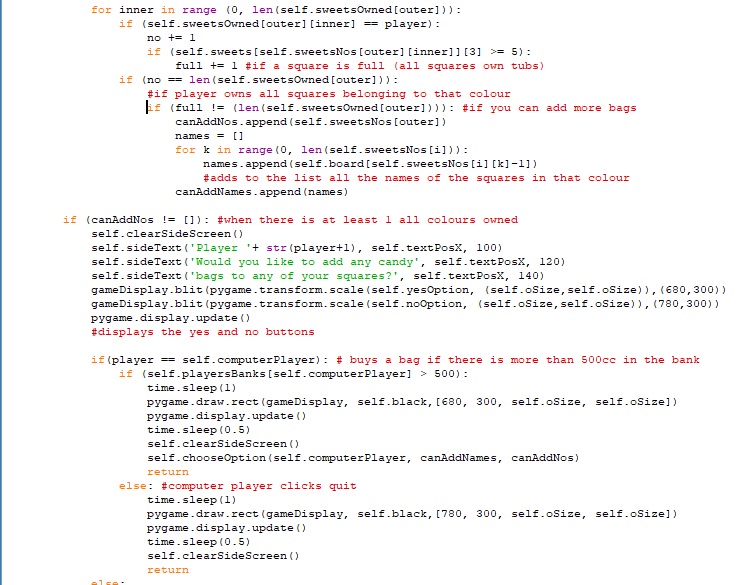 for inner in range (0, len(self.sweetsOwned[outer])):
if (self.sweetsOwned[outer][inner] == player):
no += 1
if (self.sweets[self.sweetsNos[outer][inner]][3] >= 5):
full += 1 #if a square is full (all squares own tubs)
if (no == len(self.sweetsOwned[outer])):
#if player owns all squares belonging to that colour
if (full != (len(self.sweetsOwned[outer]))): #if you can add more bags
canAddNos.append(self.sweetsNos[outer])
names = []
for k in range(0, len(self.sweetsNos[i])):
names.append(self.board[self.sweetsNos[i][k]-1])
#adds to the list all the names of the squares in that colour
canAddNames.append(names)
if (canAddNos != []): #when there is at least 1 all colours owned
self.clearSideScreen()
self.sideText('Player '+ str(player+1), self.textPosX, 100)
self.sideText('Would you like to add any candy', self.textPosX, 120)
self.sideText('bags to any of your squares?', self.textPosX, 140)
gameDisplay.blit(pygame.transform.scale(self.yesOption, (self.oSize,self.oSize)),(680,300))
gameDisplay.blit(pygame.transform.scale(self.noOption, (self.oSize,self.oSize)),(780,300))
pygame.display.update()
#displays the yes and no buttons
if(player == self.computerPlayer): # buys a bag if there is more than 500cc in the bank
if (self.playersBanks[self.computerPlayer] > 500):
time.sleep(1)
pygame.draw.rect(gameDisplay, self.black,[680, 300, self.oSize, self.oSize])
pygame.display.update()
time.sleep(0.5)
self.clearSideScreen()
self.chooseOption(self.computerPlayer, canAddNames, canAddNos)
return
else: #computer player clicks quit
time.sleep(1)
pygame.draw.rect(gameDisplay, self.black,[780, 300, self.oSize, self.oSize])
pygame.display.update()
time.sleep(0.5)
self.clearSideScreen()
return
else: